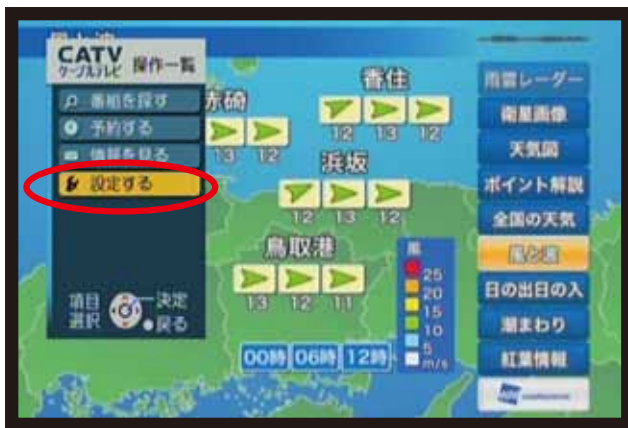 CATV
ケーブルテレビ 操作一覧
番組を探す
予約する
情報を見る
設定する
項目
選択
決定
戻る
赤碕
13 12
香住
12 13 12
浜坂
12 13 12
鳥取港
13 12 11
00時 06時 12時
風
25
20
15
10
5
m/s
雨雲レーダー
衛星画像
天気図
ポイント解説
全国の天気
風と波
日の出日の入
潮まわり
紅葉情報